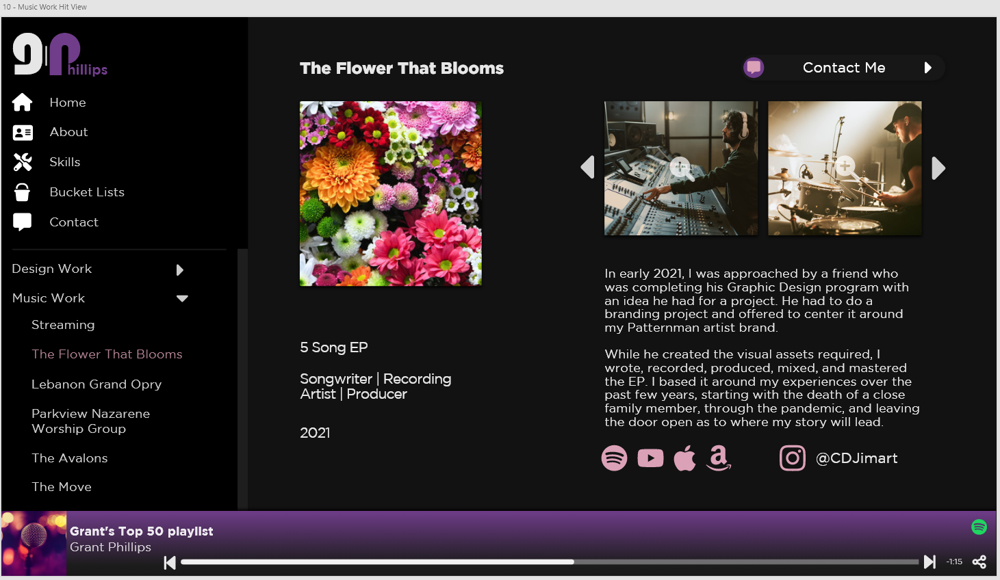 10 - Music Work Hit View
g|Phillips
Home
About
Skills
Bucket Lists
Contact
Design Work
Music Work
Streaming
The Flower That Blooms
Lebanon Grand Opry
Parkview Nazarene
Worship Group
The Avalons
The Move
The Flower That Blooms
Contact Me
5 Song EP
Songwriter | Recording
Artist | Producer
2021
In early 2021, I was approached by a friend who
was completing his Graphic Design program with
an idea he had for a project. He had to do a
branding project and offered to center it around
my Patternman artist brand.
While he created the visual assets required, I
wrote, recorded, produced, mixed, and mastered
the EP. I based it around my experiences over the
past few years, starting with the death of a close
family member, through the pandemic, and leaving
the door open as to where my story will lead.
@CDJimart
Grant's Top 50 playlist
Grant Phillips
-1:15